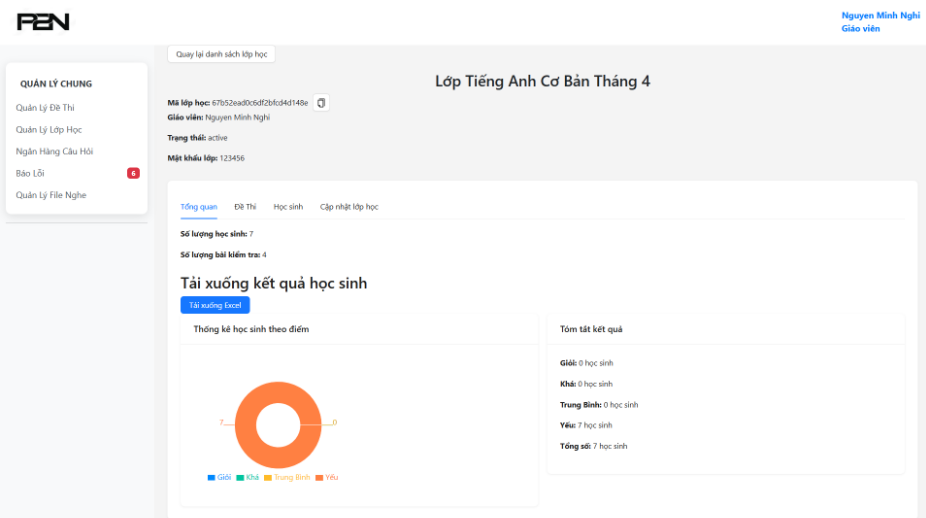 PEN
Nguyen Minh Nghi
Giáo viên
Quay lại danh sách lớp học
QUẢN LÝ CHUNG
Quản Lý Đề Thi
Quản Lý Lớp Học
Ngân Hàng Câu Hỏi
Báo Lỗi 6
Quản Lý File Nghe
Lớp Tiếng Anh Cơ Bản Tháng 4
Mã lớp học: 67b52ead0c6df2bfcd4d148e
Giáo viên: Nguyen Minh Nghi
Trạng thái: active
Mật khẩu lớp: 123456
Tổng quan Đề Thi Học sinh Cập nhật lớp học
Số lượng học sinh: 7
Số lượng bài kiểm tra: 4
Tải xuống kết quả học sinh
Tải xuống Excel
Thống kê học sinh theo điểm
7 0
Giỏi Khá Trung Bình Yếu
Tóm tắt kết quả
Giỏi: 0 học sinh
Khá: 0 học sinh
Trung Bình: 0 học sinh
Yếu: 7 học sinh
Tổng số: 7 học sinh